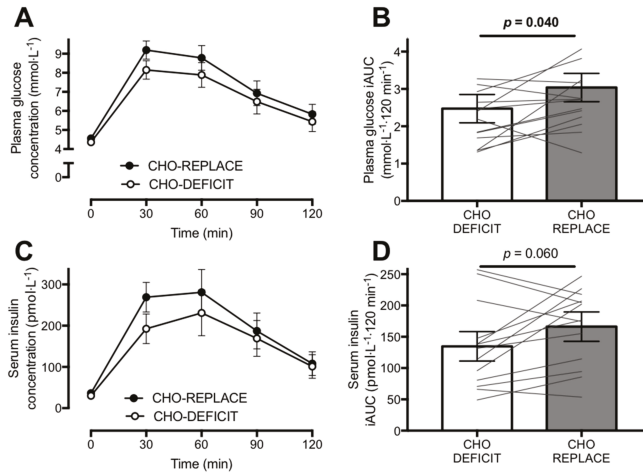 A
Plasma glucose
concentration (mmol·L⁻¹)
9
8
7
6
5
4
0
CHO-REPLACE
CHO-DEFICIT
0 30 60 90 120
Time (min)
B
p = 0.040
Plasma glucose iAUC
(mmol·L⁻¹·120 min⁻¹)
4
3
2
1
0
CHO CHO
DEFICIT REPLACE
C
Serum insulin
concentration (pmol·L⁻¹)
300
200
100
0
CHO-REPLACE
CHO-DEFICIT
0 30 60 90 120
Time (min)
D
p = 0.060
Serum insulin
iAUC (pmol·L⁻¹·120 min⁻¹)
250
200
150
100
50
0
CHO CHO
DEFICIT REPLACE